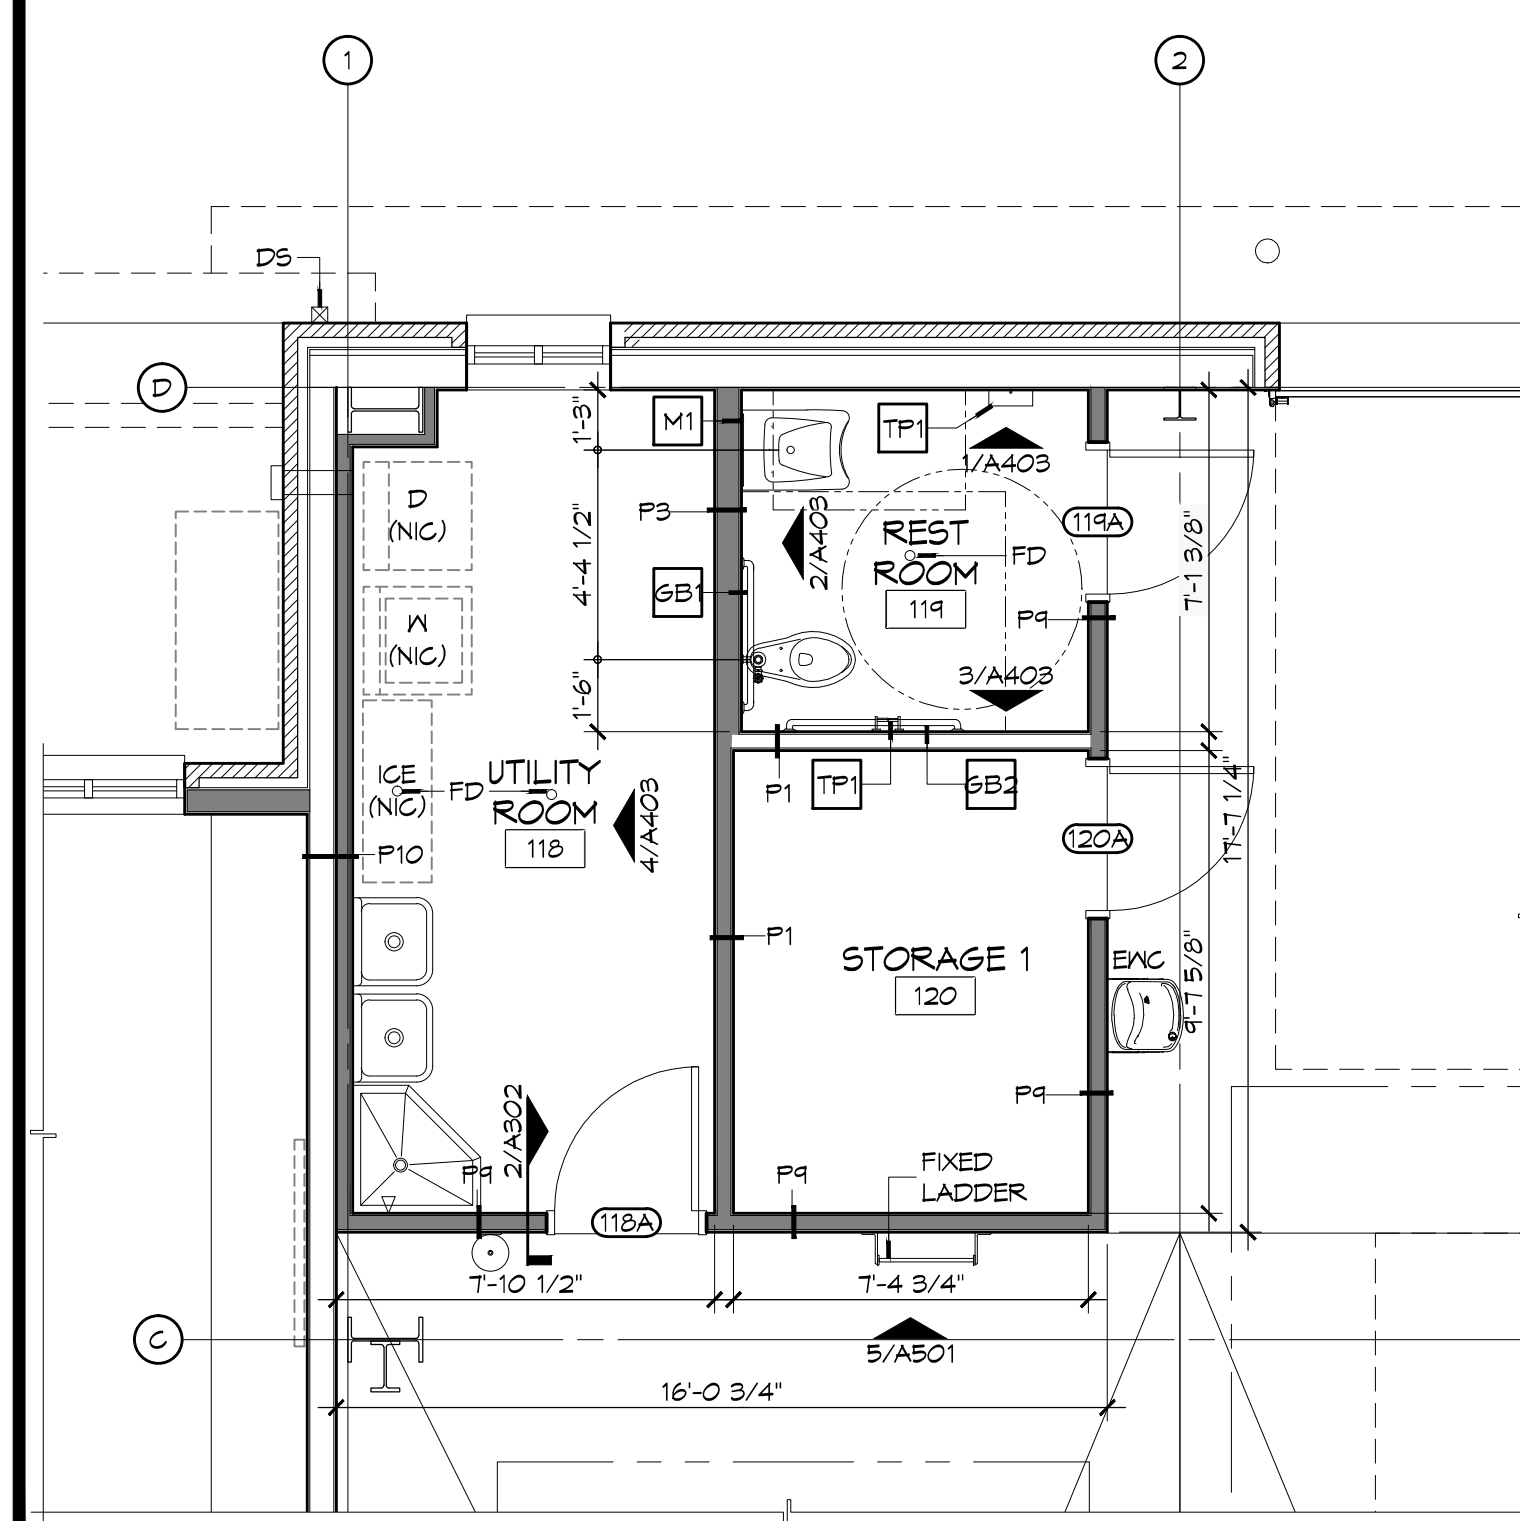 1
2
DS
D
M1
TP1
1'-3"
1/A403
D
(NIC)
P3
2/A403
4'-4 1/2"
REST
ROOM
119
FD
119A
7'-1 3/8"
GB1
W
(NIC)
P9
3/A403
1'-6"
ICE
(NIC)
FD
UTILITY
ROOM
118
4/A403
P1
TP1
GB2
120A
17'-7 1/4"
P10
P1
STORAGE 1
120
EWC
9'-7 5/8"
P9
2/A302
P9
P9
FIXED
LADDER
118A
7'-10 1/2"
7'-4 3/4"
C
5/A501
16'-0 3/4"